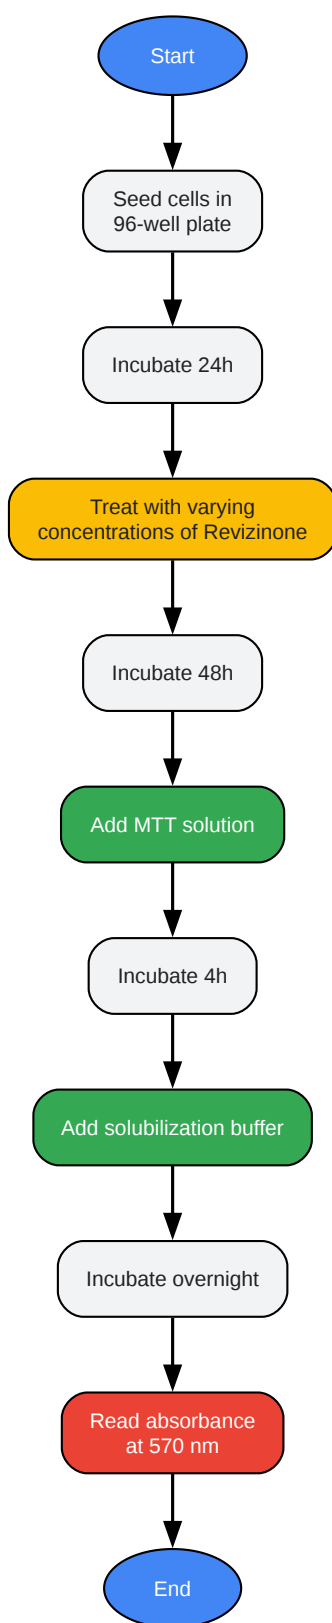 Start
Seed cells in
96-well plate
Incubate 24h
Treat with varying
concentrations of Revizinone
Incubate 48h
Add MTT solution
Incubate 4h
Add solubilization buffer
Incubate overnight
Read absorbance
at 570 nm
End